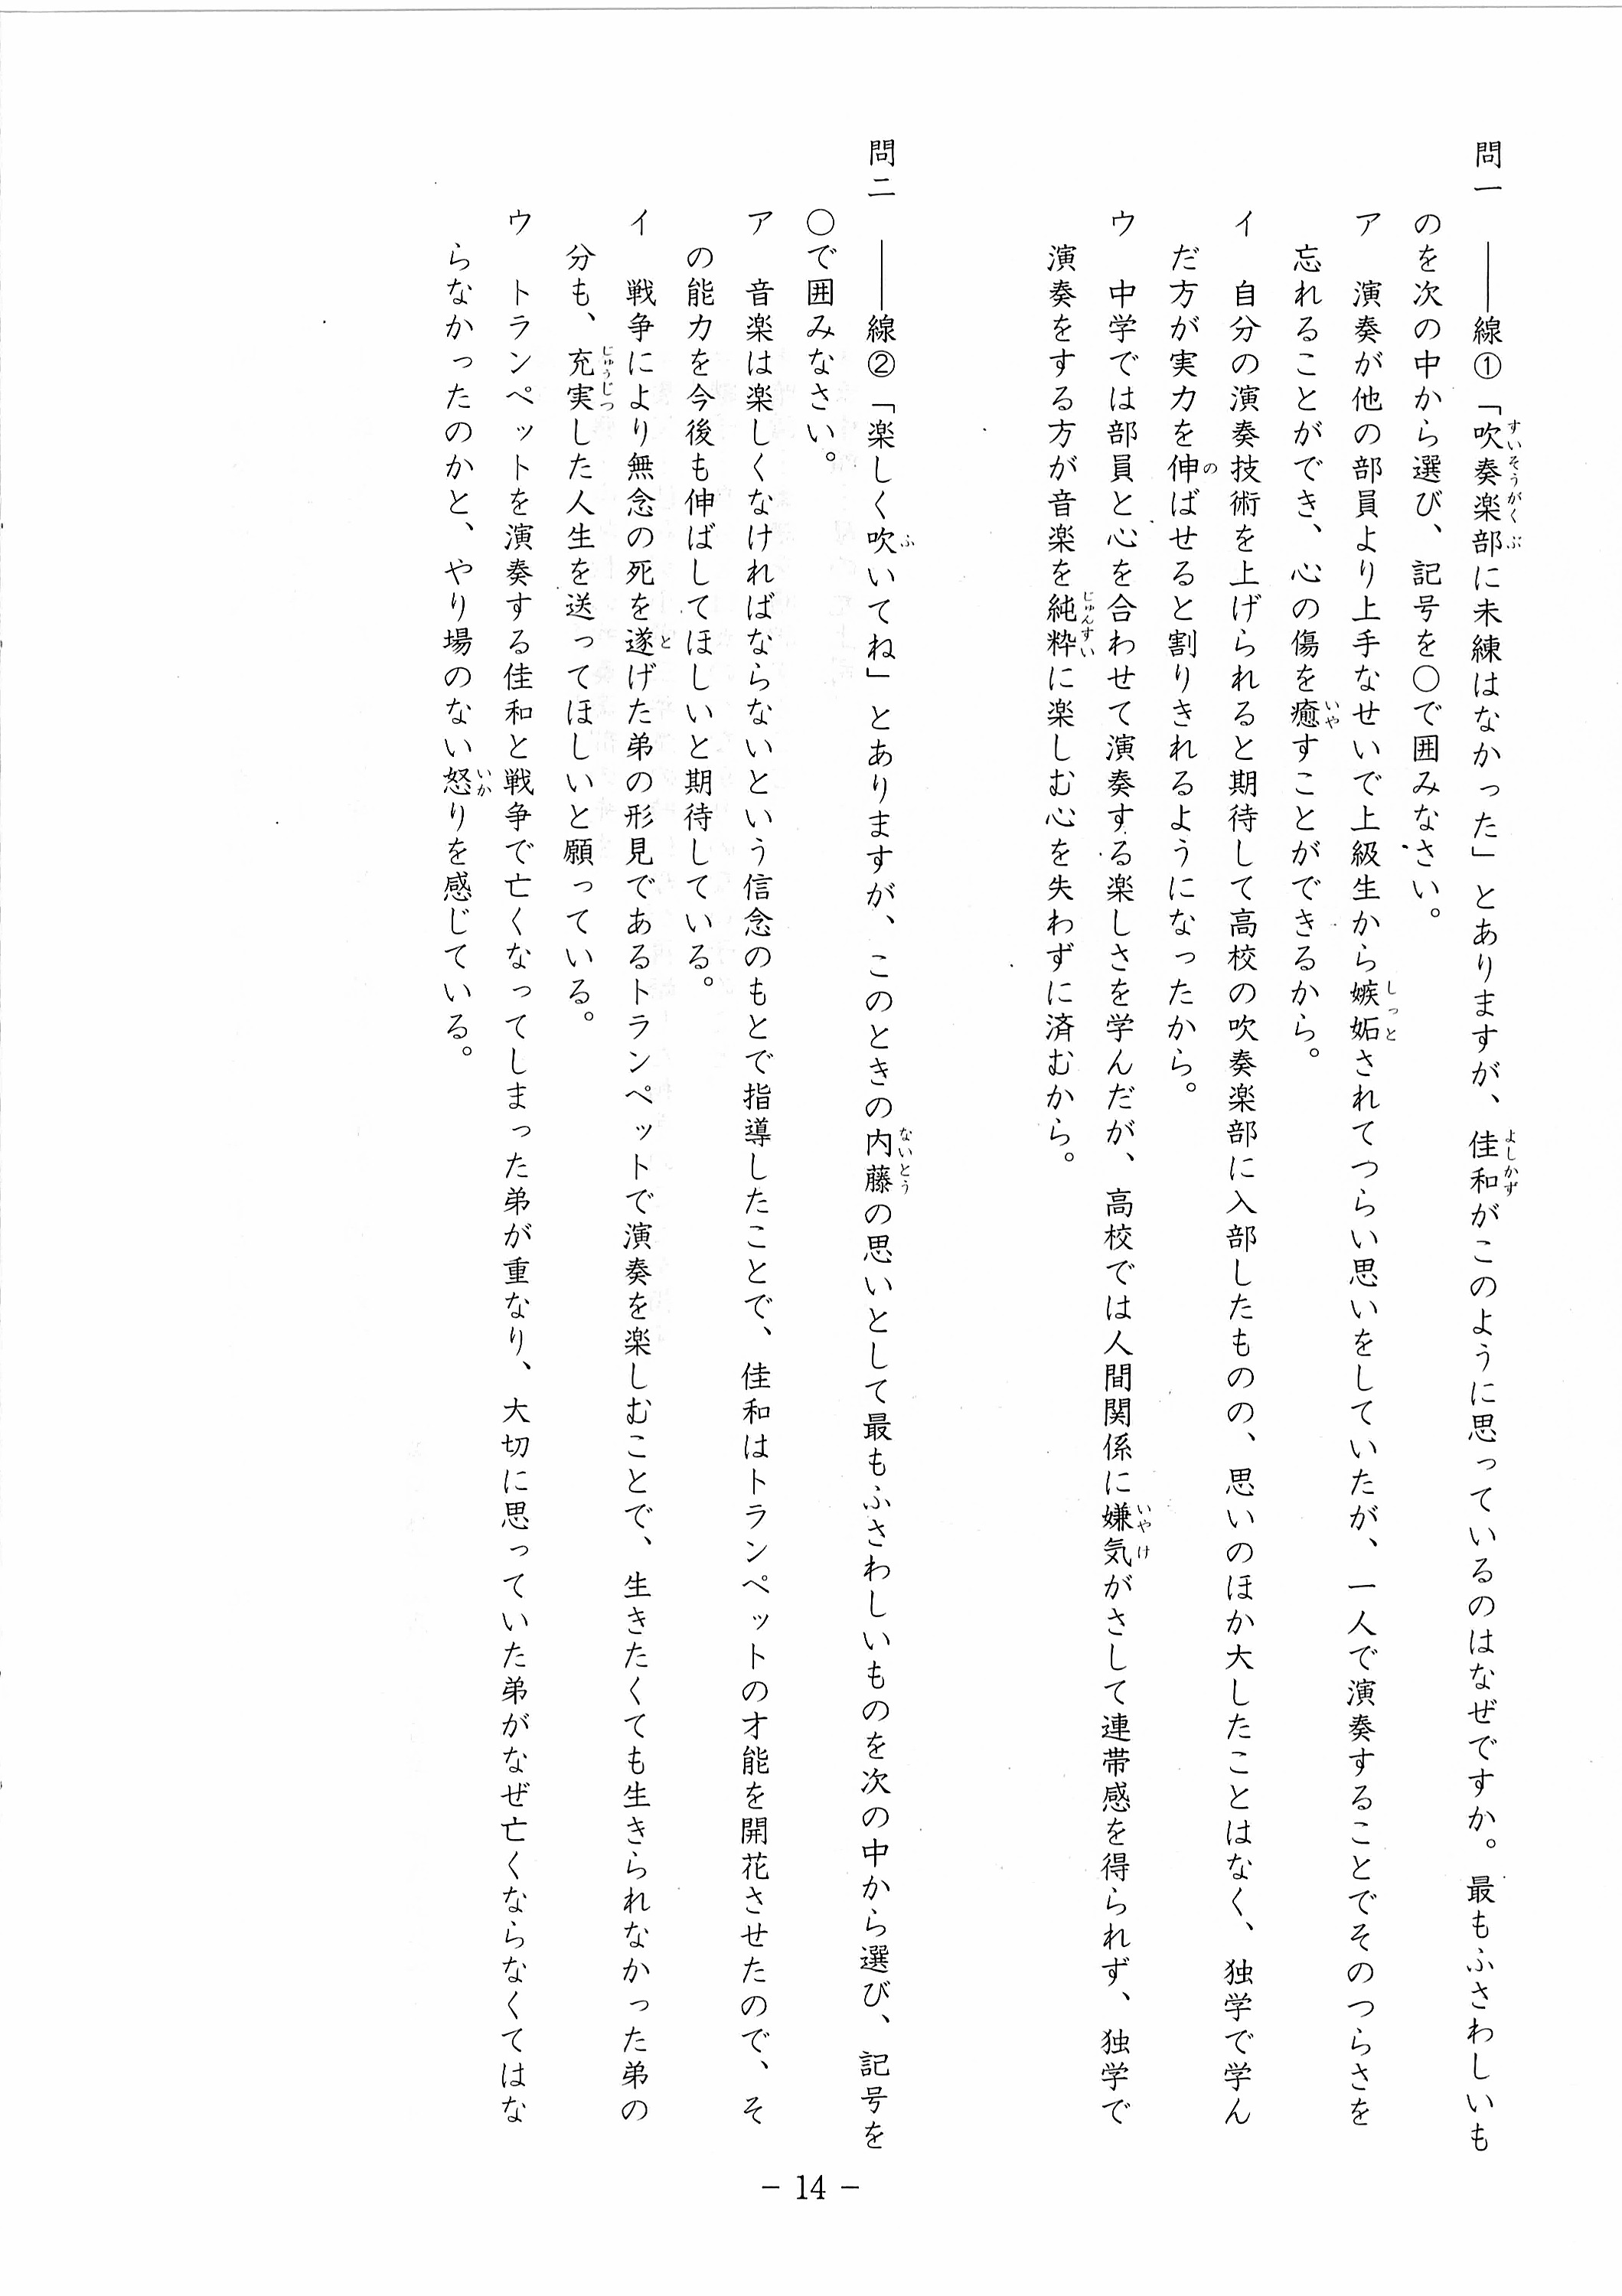 問一　――線①「吹奏楽部に未練はなかった」とありますが、佳和がこのように思っているのはなぜですか。最もふさわしいも
のを次の中から選び、記号を○で囲みなさい。
ア　演奏が他の部員より上手なせいで上級生から嫉妬されてつらい思いをしていたが、一人で演奏することでそのつらさを
忘れることができ、心の傷を癒すことができるから。
イ　自分の演奏技術を上げられると期待して高校の吹奏楽部に入部したものの、思いのほか大したことはなく、独学で学ん
だ方が実力を伸ばせると割りきれるようになったから。
ウ　中学では部員と心を合わせて演奏する楽しさを学んだが、高校では人間関係に嫌気がさして連帯感を得られず、独学で
演奏をする方が音楽を純粋に楽しむ心を失わずに済むから。
問二　――線②「楽しく吹いてね」とありますが、このときの内藤の思いとして最もふさわしいものを次の中から選び、記号を
○で囲みなさい。
ア　音楽は楽しくなければならないという信念のもとで指導したことで、佳和はトランペットの才能を開花させたので、そ
の能力を今後も伸ばしてほしいと期待している。
イ　戦争により無念の死を遂げた弟の形見であるトランペットで演奏を楽しむことで、生きたくても生きられなかった弟の
分も、充実した人生を送ってほしいと願っている。
ウ　トランペットを演奏する佳和と戦争で亡くなってしまった弟が重なり、大切に思っていた弟がなぜ亡くならなくてはな
らなかったのかと、やり場のない怒りを感じている。
－ 14 －